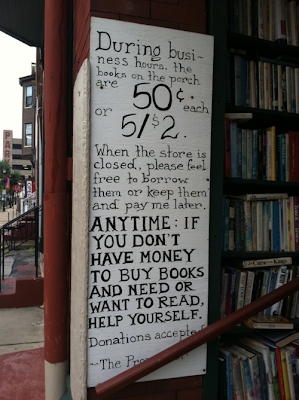 During busi-
ness hours, the
books on the porch
are 50¢ each
or 5/$2.
When the store is
closed, please feel
free to borrow
them or keep them
and pay me later.
ANYTIME: IF
YOU DON'T
HAVE MONEY
TO BUY BOOKS
AND NEED OR
WANT TO READ,
HELP YOURSELF.
Donations accepted
~The